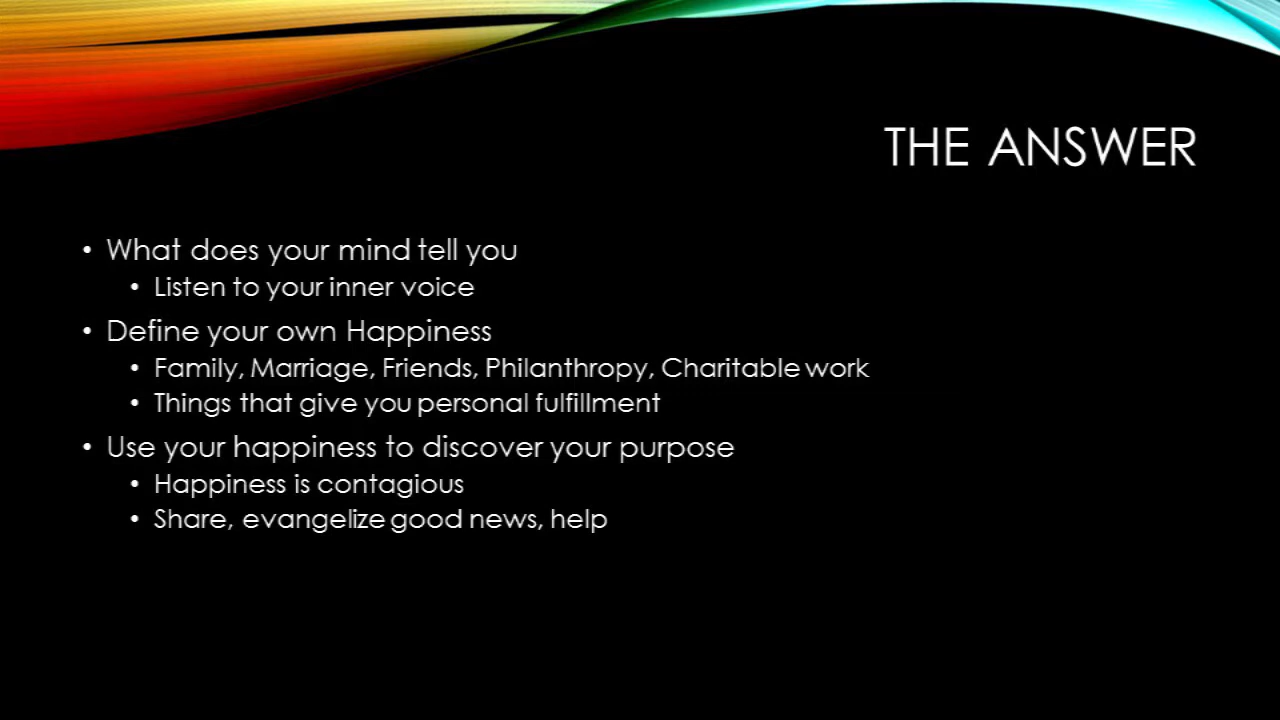 THE ANSWER
• What does your mind tell you
• Listen to your inner voice
• Define your own Happiness
• Family, Marriage, Friends, Philanthropy, Charitable work
• Things that give you personal fulfillment
• Use your happiness to discover your purpose
• Happiness is contagious
• Share, evangelize good news, help